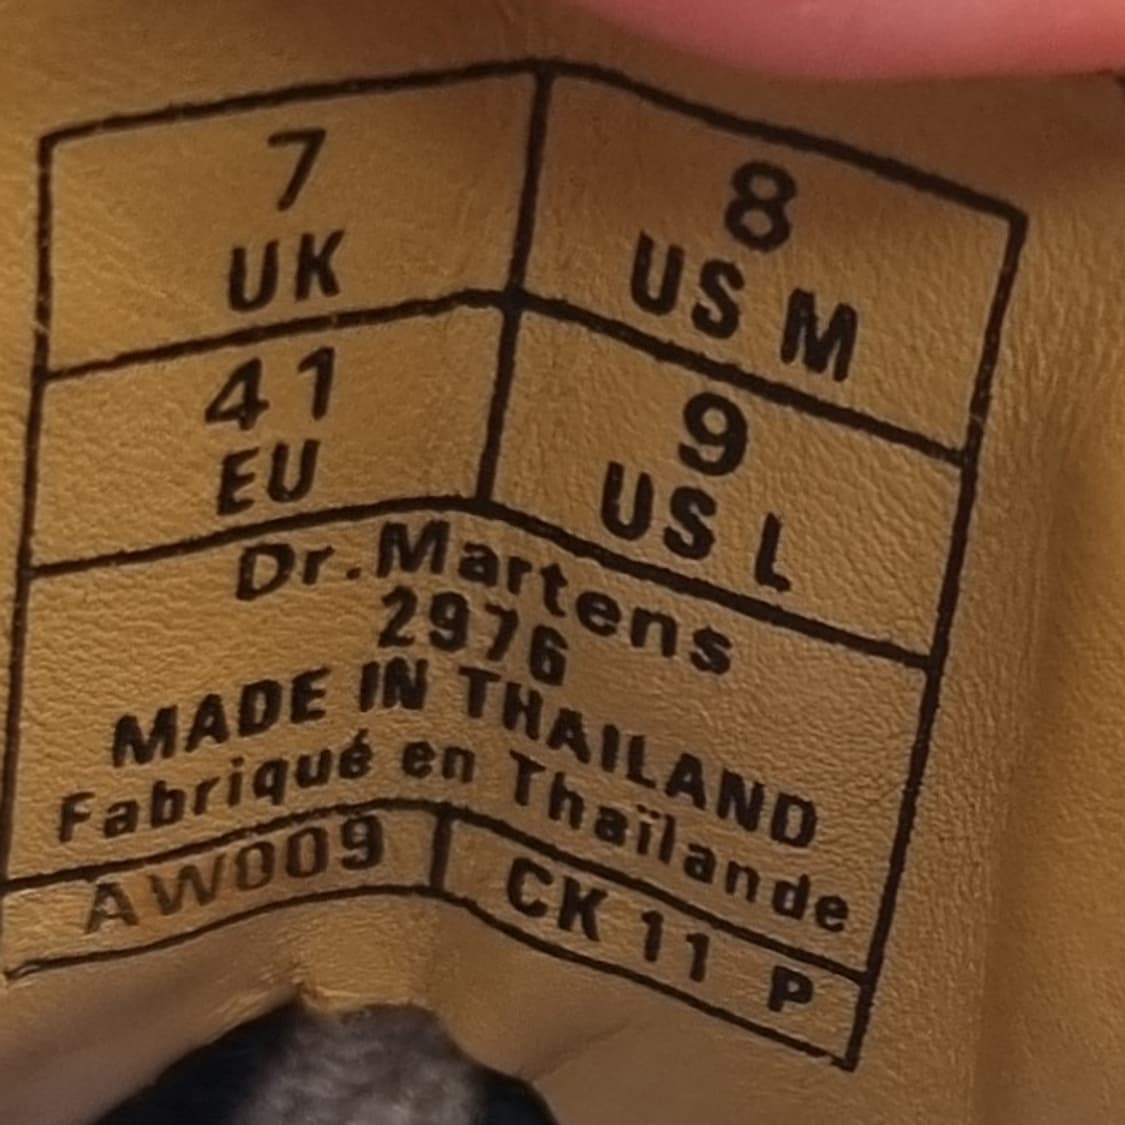 7
UK
8
US M
41
EU
9
US L
Dr. Martens
2976
MADE IN THAILAND
Fabriqué en Thaïlande
AW009
CK 11 P